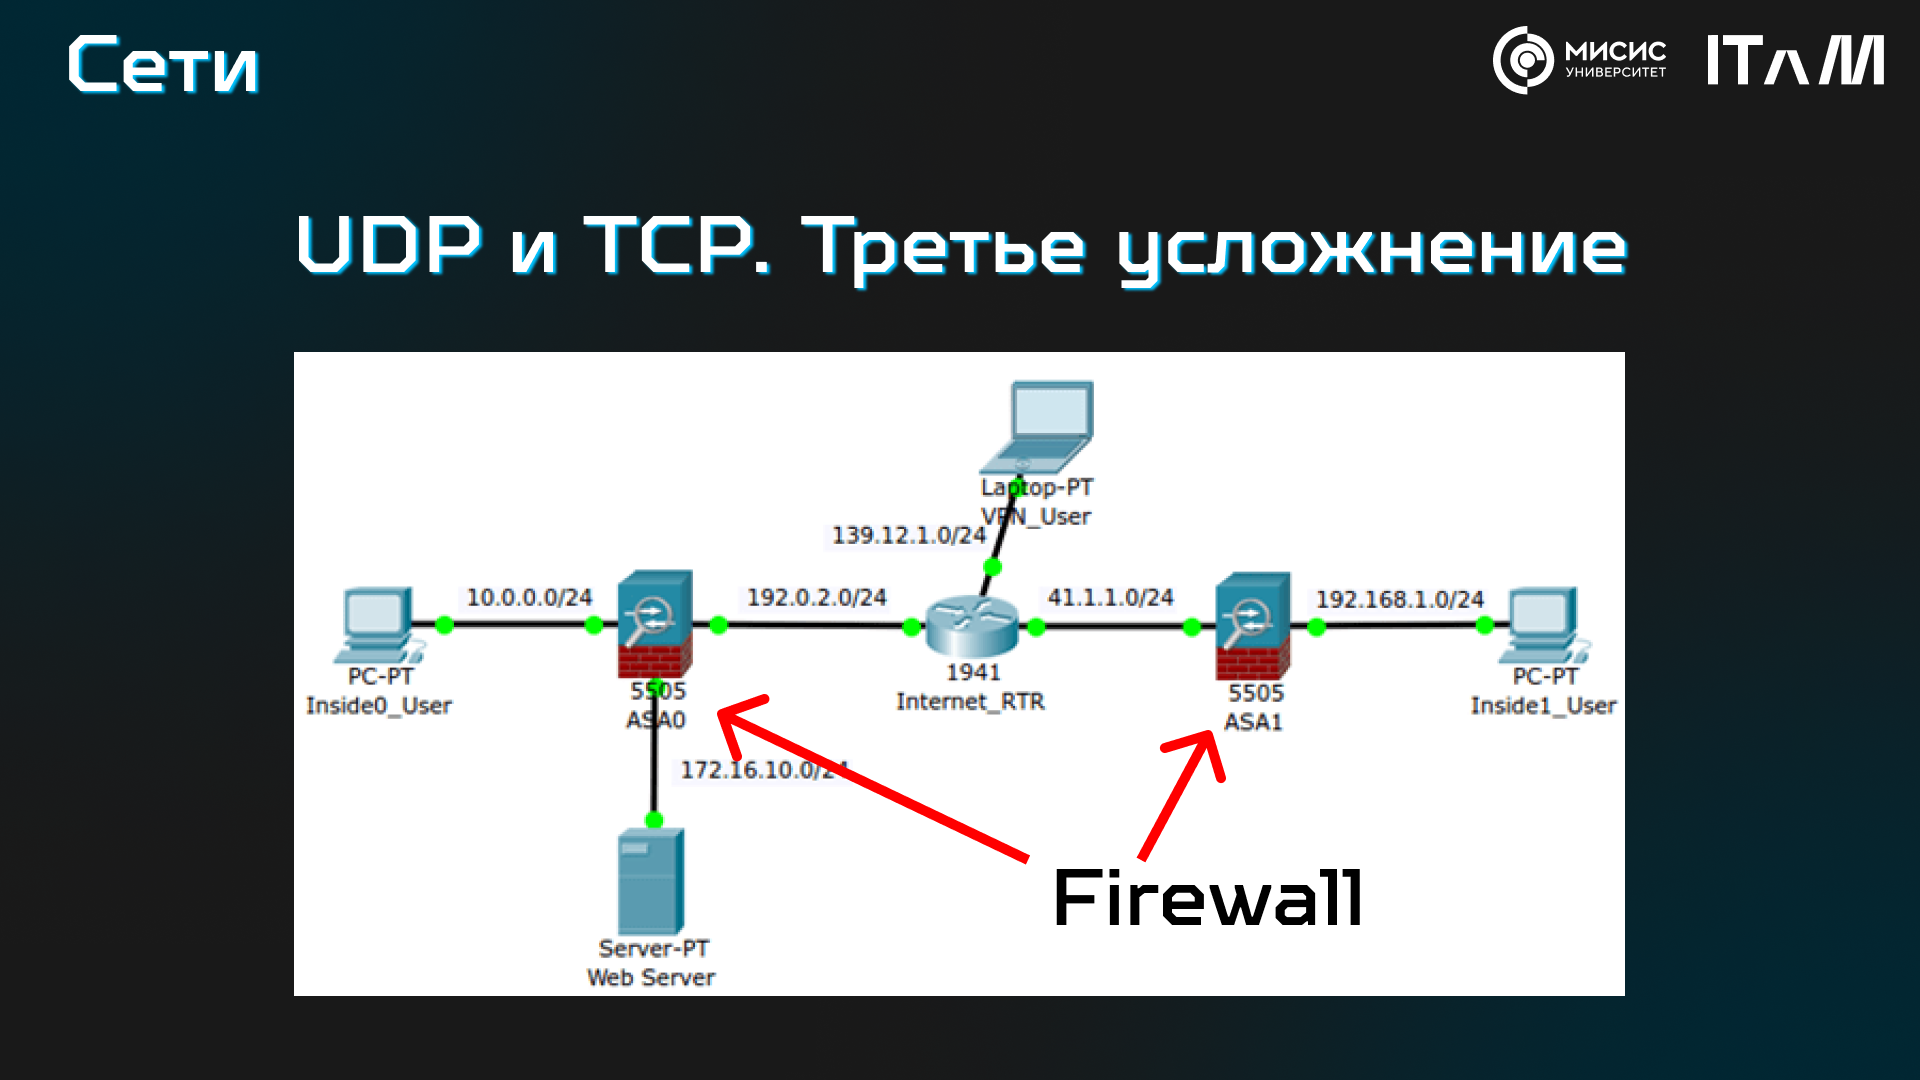 Сети
МИСИС
УНИВЕРСИТЕТ
ITAM
UDP и TCP. Третье усложнение
Laptop-PT
VPN_User
139.12.1.0/24
10.0.0.0/24
192.0.2.0/24
41.1.1.0/24
192.168.1.0/24
PC-PT
Inside0_User
5505
ASA0
1941
Internet_RTR
5505
ASA1
PC-PT
Inside1_User
172.16.10.0/24
Firewall
Server-PT
Web Server